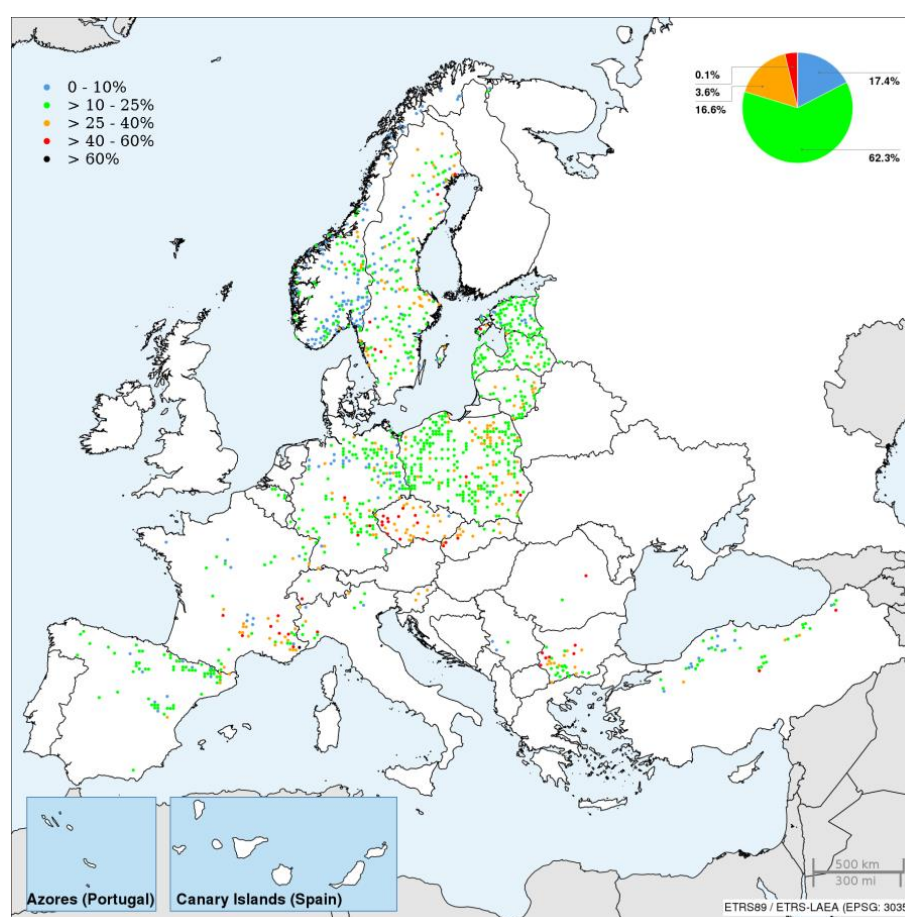 0 - 10%
> 10 - 25%
> 25 - 40%
> 40 - 60%
> 60%
0.1%
3.6%
16.6%
17.4%
62.3%
Azores (Portugal)
Canary Islands (Spain)
500 km
300 mi
ETRS89 / ETRS-LAEA (EPSG: 3035